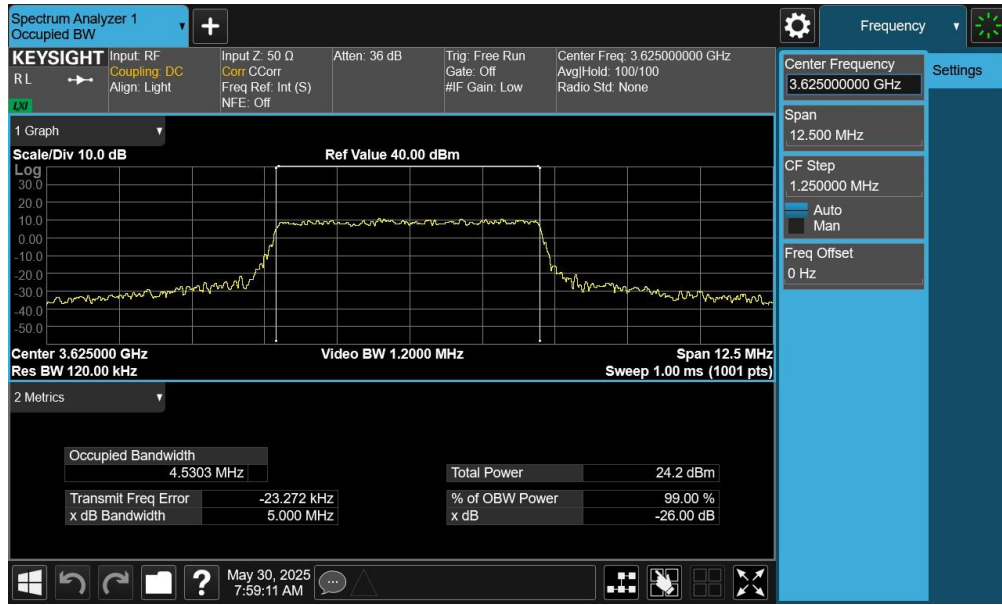 Spectrum Analyzer 1
Occupied BW
+
Frequency
KEYSIGHT
R L
LXI
Input: RF
Coupling: DC
Align: Light
Input Z: 50 Ω
Corr CCorr
Freq Ref: Int (S)
NFE: Off
Atten: 36 dB
Trig: Free Run
Gate: Off
#IF Gain: Low
Center Freq: 3.625000000 GHz
Avg|Hold: 100/100
Radio Std: None
Center Frequency
3.625000000 GHz
Settings
Span
12.500 MHz
CF Step
1.250000 MHz
Auto
Man
Freq Offset
0 Hz
1 Graph
Scale/Div 10.0 dB
Ref Value 40.00 dBm
Log
30.0
20.0
10.0
0.00
-10.0
-20.0
-30.0
-40.0
-50.0
Center 3.625000 GHz
Video BW 1.2000 MHz
Span 12.5 MHz
Res BW 120.00 kHz
Sweep 1.00 ms (1001 pts)
2 Metrics
Occupied Bandwidth
4.5303 MHz
Total Power 24.2 dBm
Transmit Freq Error -23.272 kHz
% of OBW Power 99.00 %
x dB Bandwidth 5.000 MHz
x dB -26.00 dB
?
May 30, 2025
7:59:11 AM